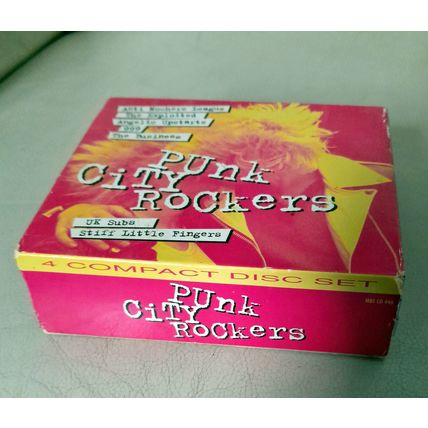 Anti Nowhere League
The Exploited
Angelic Upstarts
999
The Business
PUnk
CiTY
ROCkers
UK Subs
Stiff Little Fingers
4 COMPACT DISC SET
PUnk
CiTY
ROCkers